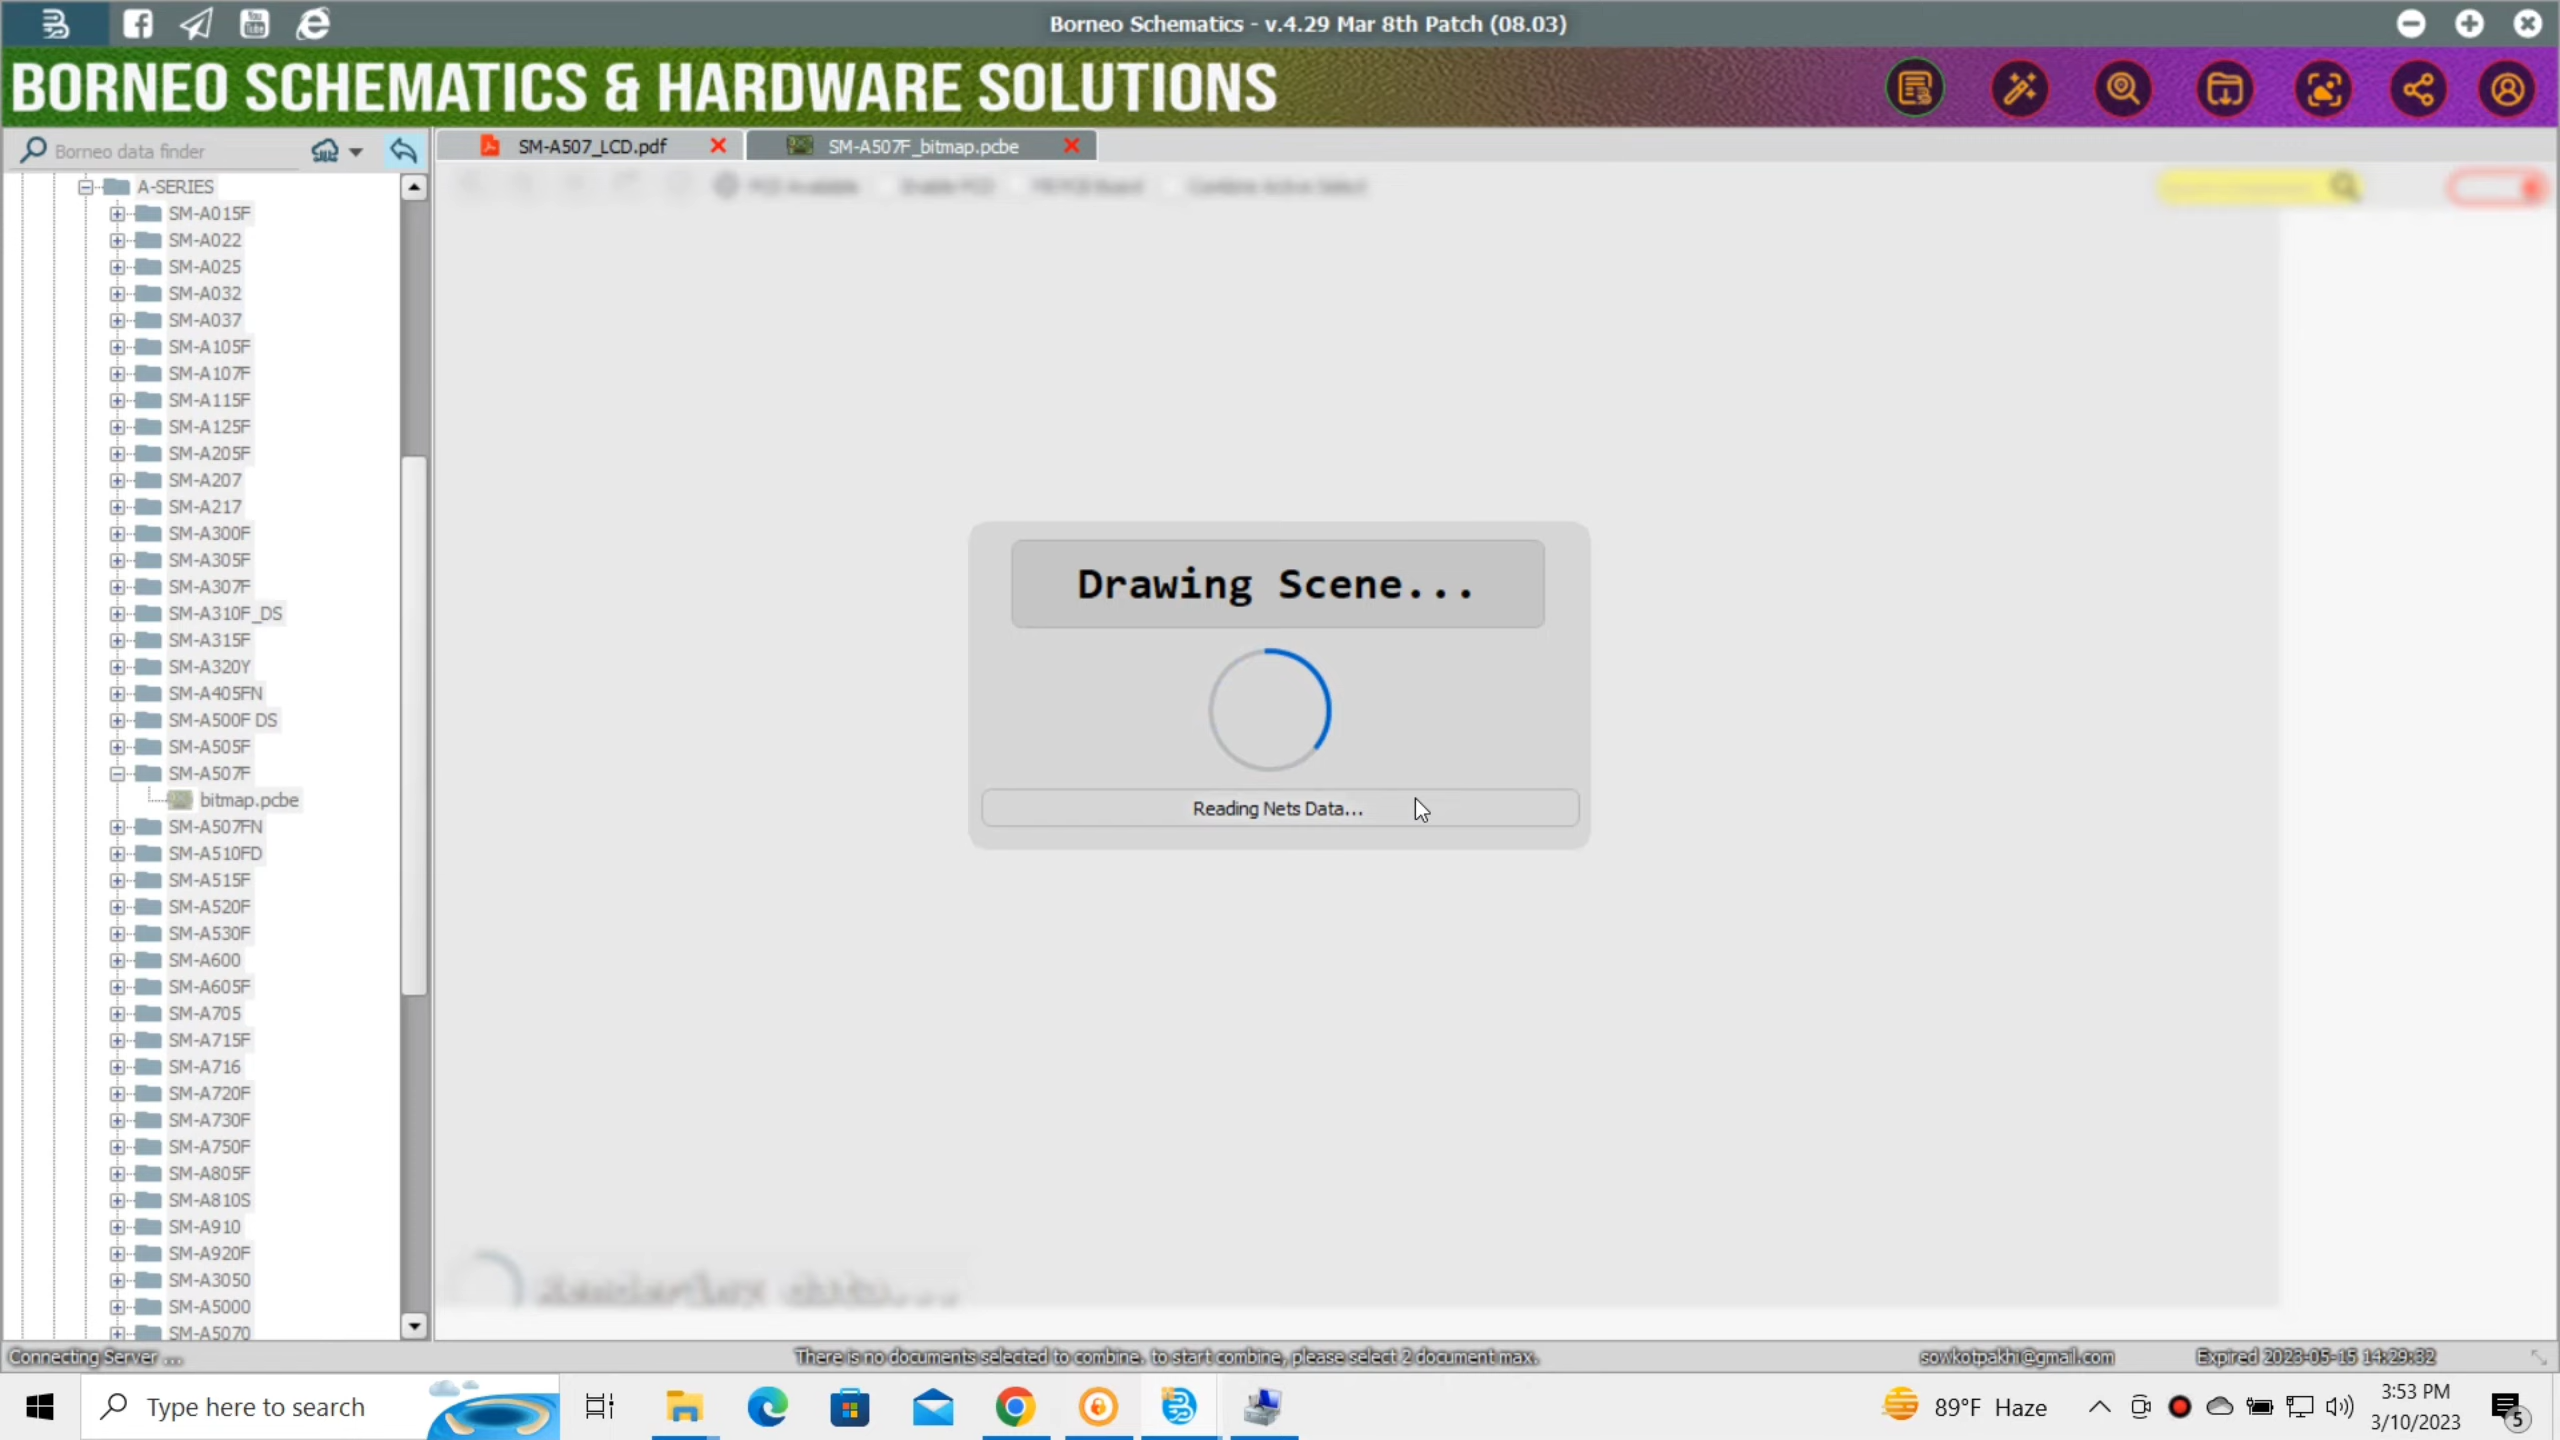 Borneo Schematics - v.4.29 Mar 8th Patch (08.03)
BORNEO SCHEMATICS & HARDWARE SOLUTIONS
Borneo data finder
SM-A507_LCD.pdf
SM-A507F_bitmap.pcbe
A-SERIES
SM-A015F
SM-A022
SM-A025
SM-A032
SM-A037
SM-A105F
SM-A107F
SM-A115F
SM-A125F
SM-A205F
SM-A207
SM-A217
SM-A300F
SM-A305F
SM-A307F
SM-A310F_DS
SM-A315F
SM-A320Y
SM-A405FN
SM-A500F DS
SM-A505F
SM-A507F
bitmap.pcbe
SM-A507FN
SM-A510FD
SM-A515F
SM-A520F
SM-A530F
SM-A600
SM-A605F
SM-A705
SM-A715F
SM-A716
SM-A720F
SM-A730F
SM-A750F
SM-A805F
SM-A810S
SM-A910
SM-A920F
SM-A3050
SM-A5000
SM-A5070
Drawing Scene...
Reading Nets Data...
Connecting Server ...
There is no documents selected to combine, to start combine, please select 2 document max.
sowkotpakhi@gmail.com
Expired 2023-05-15 14:29:32
Type here to search
89°F Haze
3:53 PM
3/10/2023
5